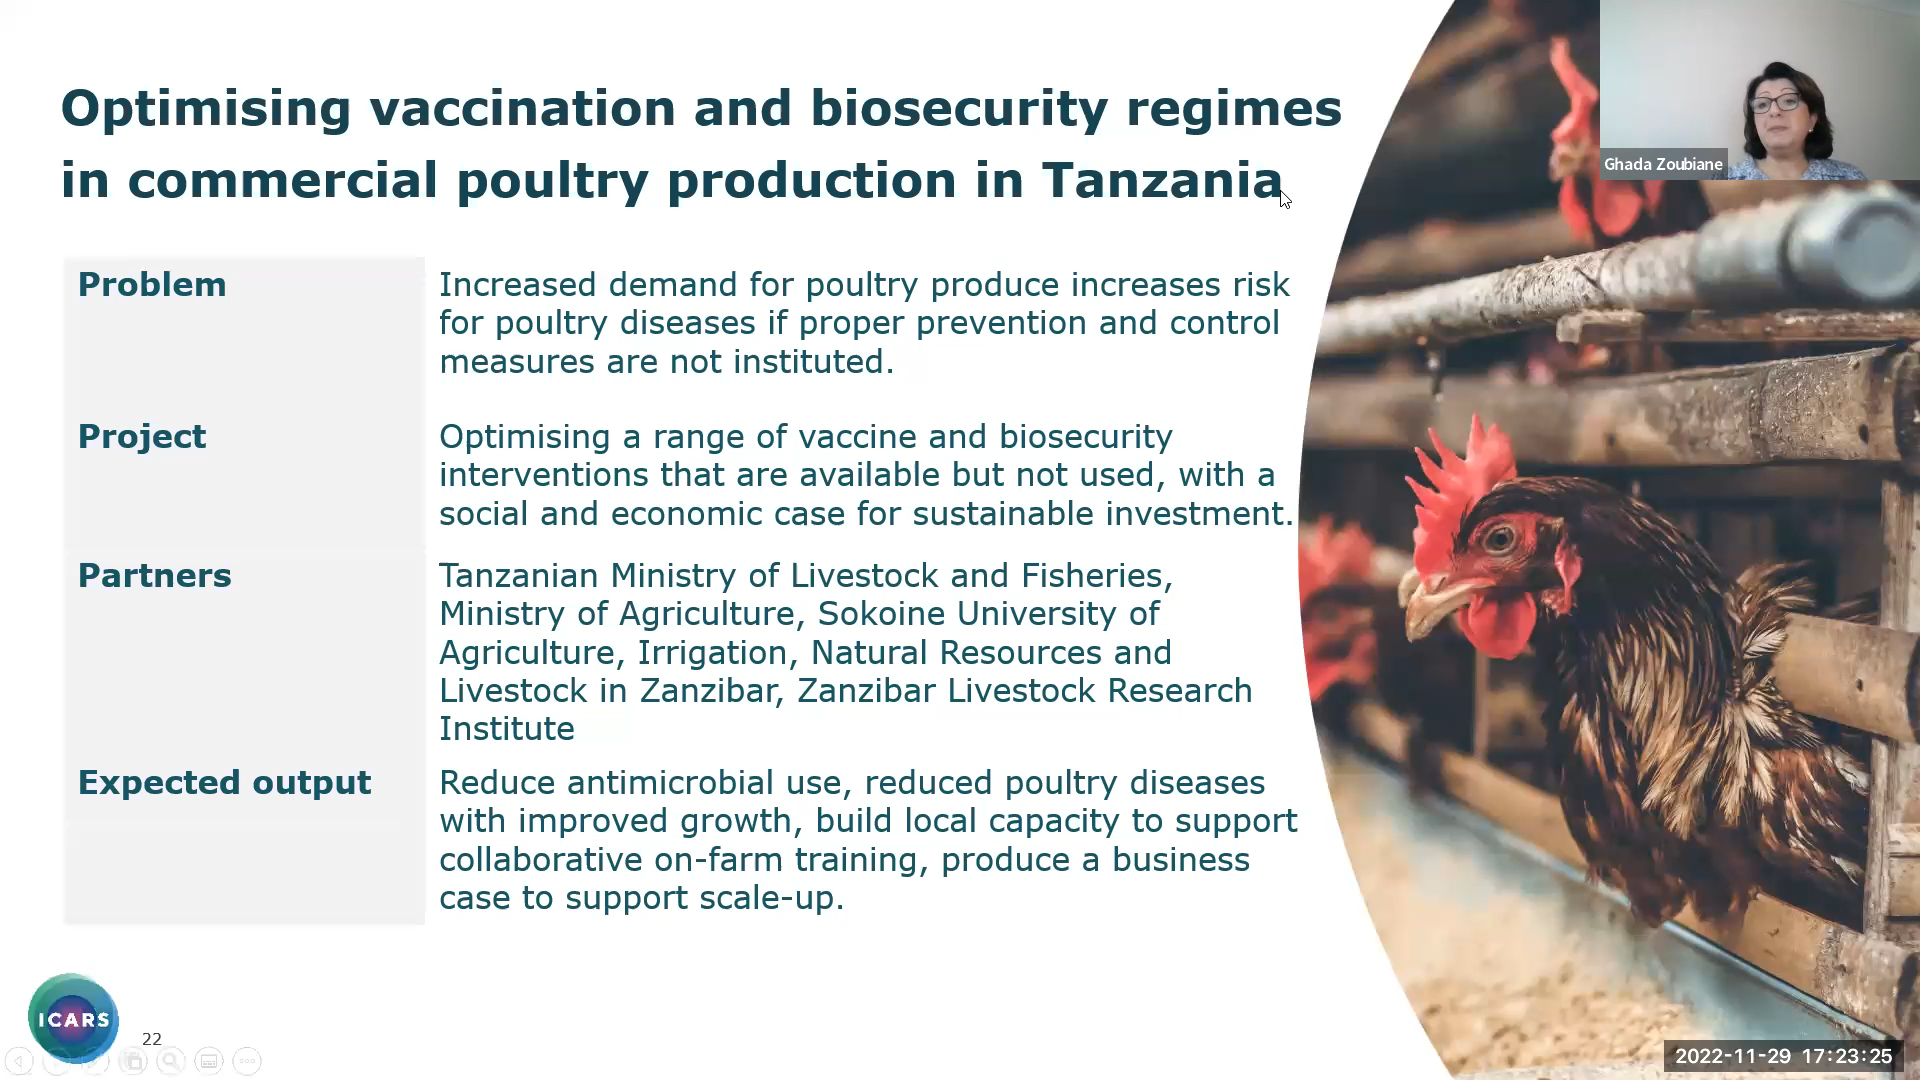 Optimising vaccination and biosecurity regimes
in commercial poultry production in Tanzania
Ghada Zoubiane
Problem
Increased demand for poultry produce increases risk
for poultry diseases if proper prevention and control
measures are not instituted.
Project
Optimising a range of vaccine and biosecurity
interventions that are available but not used, with a
social and economic case for sustainable investment.
Partners
Tanzanian Ministry of Livestock and Fisheries,
Ministry of Agriculture, Sokoine University of
Agriculture, Irrigation, Natural Resources and
Livestock in Zanzibar, Zanzibar Livestock Research
Institute
Expected output
Reduce antimicrobial use, reduced poultry diseases
with improved growth, build local capacity to support
collaborative on-farm training, produce a business
case to support scale-up.
ICARS
22
2022-11-29 17:23:25